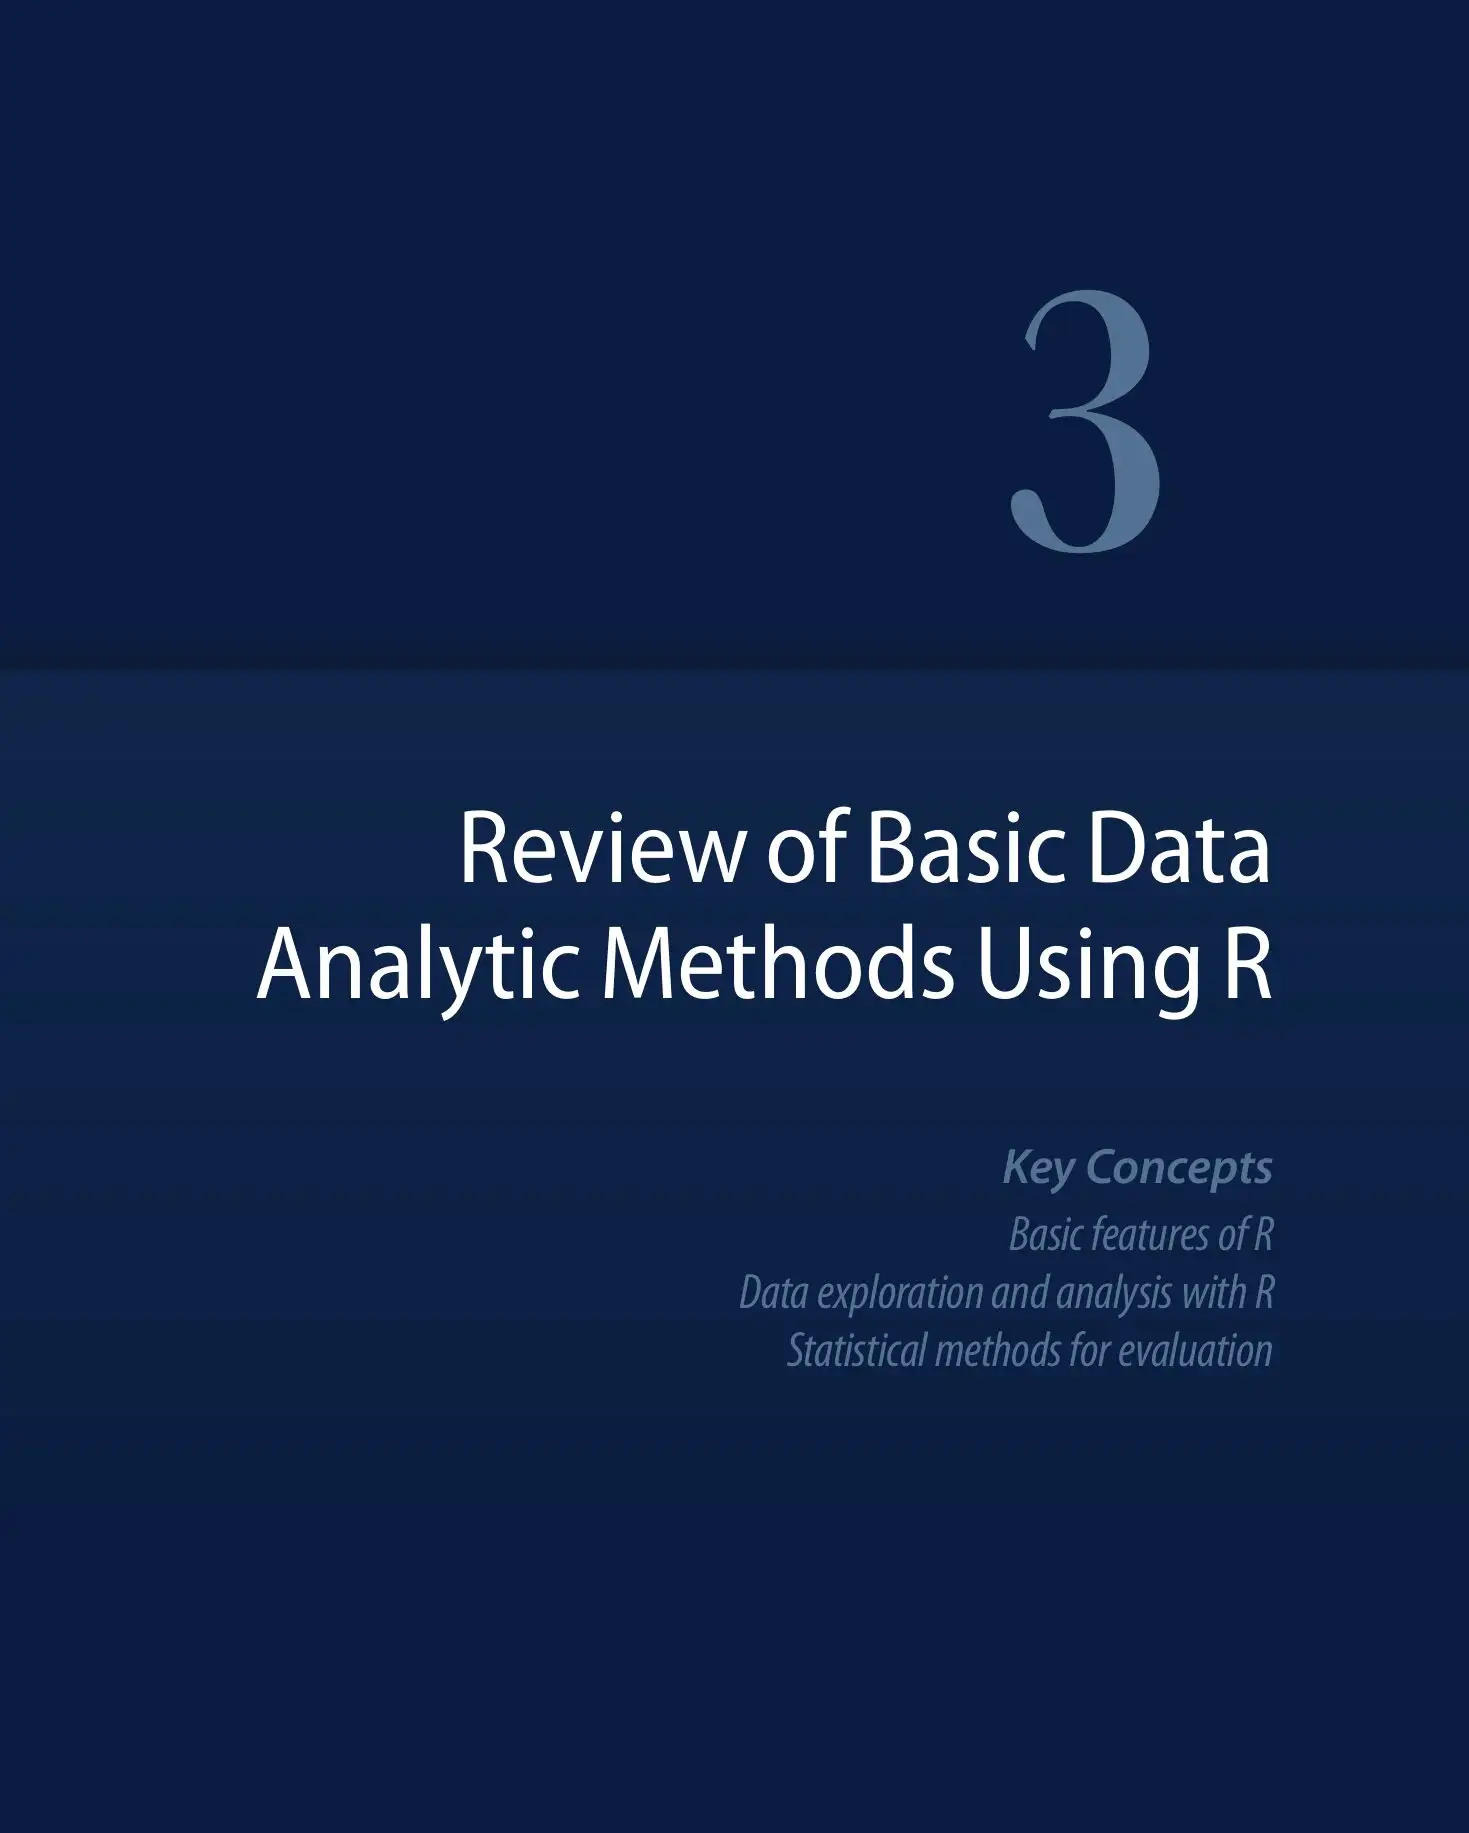 3
Review of Basic Data
Analytic Methods Using R
Key Concepts
Basic features of R
Data exploration and analysis with R
Statistical methods for evaluation